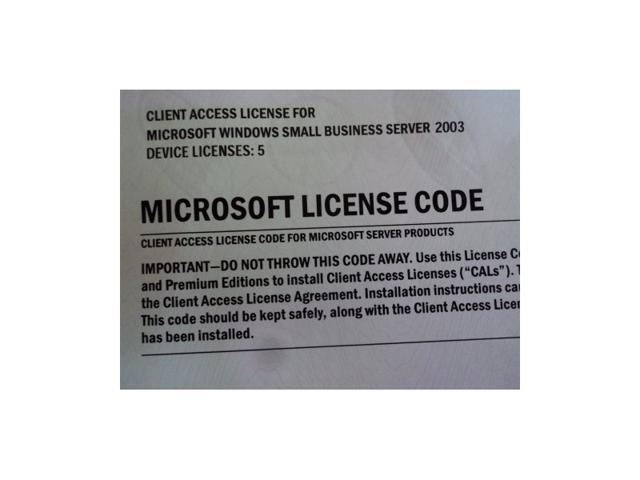 CLIENT ACCESS LICENSE FOR
MICROSOFT WINDOWS SMALL BUSINESS SERVER 2003
DEVICE LICENSES: 5
MICROSOFT LICENSE CODE
CLIENT ACCESS LICENSE CODE FOR MICROSOFT SERVER PRODUCTS
IMPORTANT—DO NOT THROW THIS CODE AWAY. Use this License
and Premium Editions to install Client Access Licenses (“CALs”).
the Client Access License Agreement. Installation instructions
This code should be kept safely, along with the Client Access
has been installed.